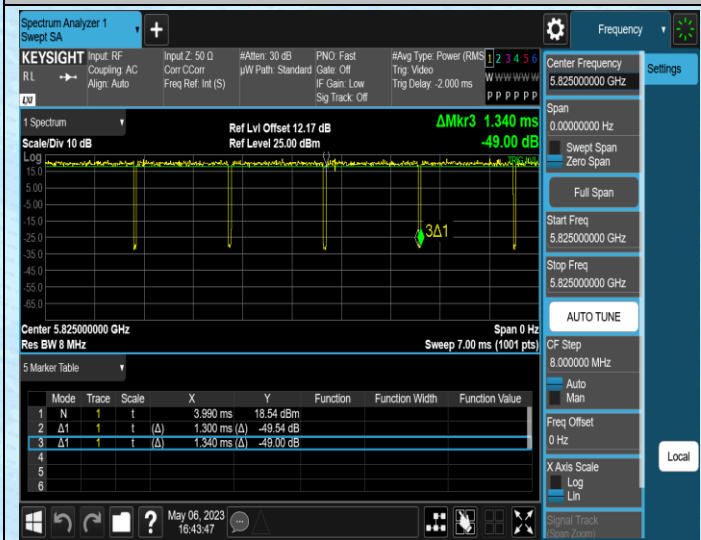 Spectrum Analyzer 1
Swept SA
+
Frequency
KEYSIGHT Input: RF Input Z: 50 Ω #Atten: 30 dB PNO: Fast #Avg Type: Power (RMS 1 2 3 4 5 6
RL Coupling: AC Corr CCorr µW Path: Standard Gate: Off Trig: Video W W W W W W
Align: Auto Freq Ref: Int (S) IF Gain: Low Trig Delay: -2.000 ms
LXI Sig Track: Off P P P P P P
1 Spectrum Ref Lvl Offset 12.17 dB ΔMkr3 1.340 ms
Scale/Div 10 dB Ref Level 25.00 dBm -49.00 dB
Log
15.0
5.00
-5.00
-15.0
-25.0
-35.0
-45.0
-55.0
-65.0
3Δ1
Center 5.825000000 GHz Span 0 Hz
Res BW 8 MHz Sweep 7.00 ms (1001 pts)
5 Marker Table
Mode Trace Scale X Y Function Function Width Function Value
1 N 1 t 3.990 ms 18.54 dBm
2 Δ1 1 t (Δ) 1.300 ms (Δ) -49.54 dB
3 Δ1 1 t (Δ) 1.340 ms (Δ) -49.00 dB
4
5
6
May 06, 2023
16:43:47
Center Frequency
5.825000000 GHz
Settings
Span
0.00000000 Hz
Swept Span
Zero Span
Full Span
Start Freq
5.825000000 GHz
Stop Freq
5.825000000 GHz
AUTO TUNE
CF Step
8.000000 MHz
Auto
Man
Freq Offset
0 Hz
Local
X Axis Scale
Log
Lin
Signal Track
(Span Zoom)